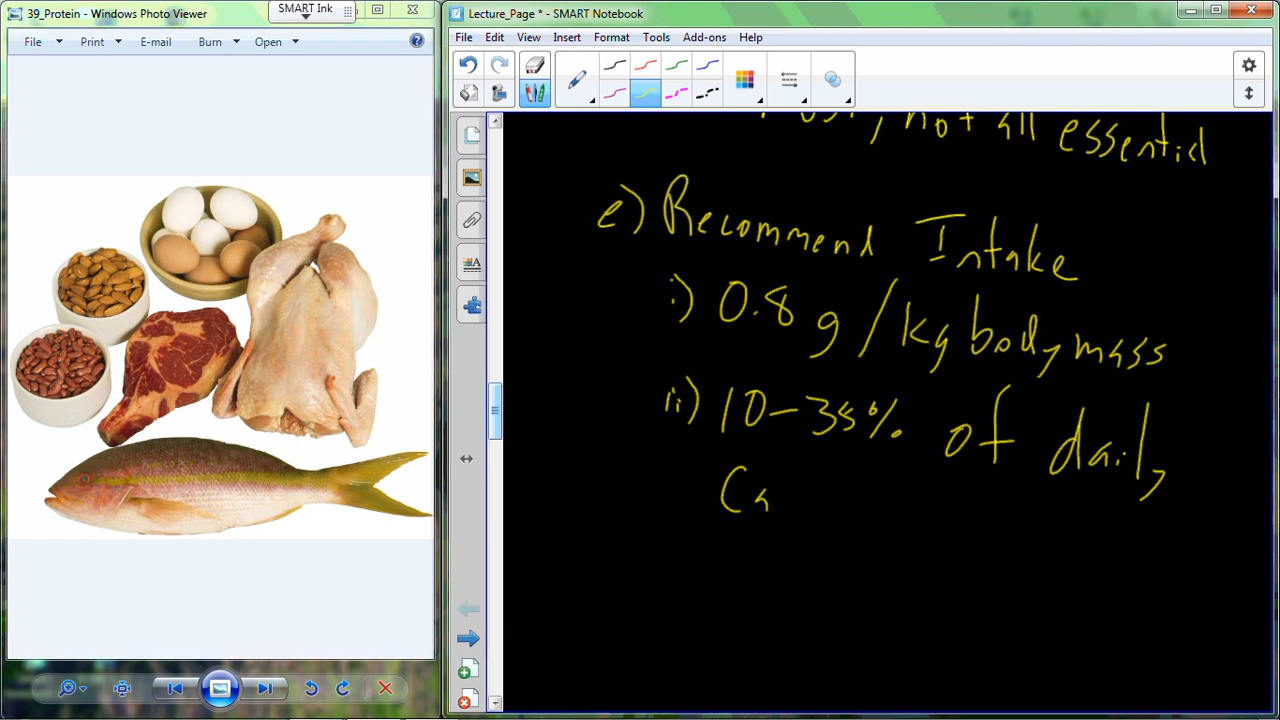 39_Protein - Windows Photo Viewer
SMART Ink
File Print E-mail Burn Open
Lecture_Page * - SMART Notebook
File Edit View Insert Format Tools Add-ons Help
not all essential
e) Recommend Intake
i) 0.8 g/kg body mass
ii) 10-35% of daily
Ca